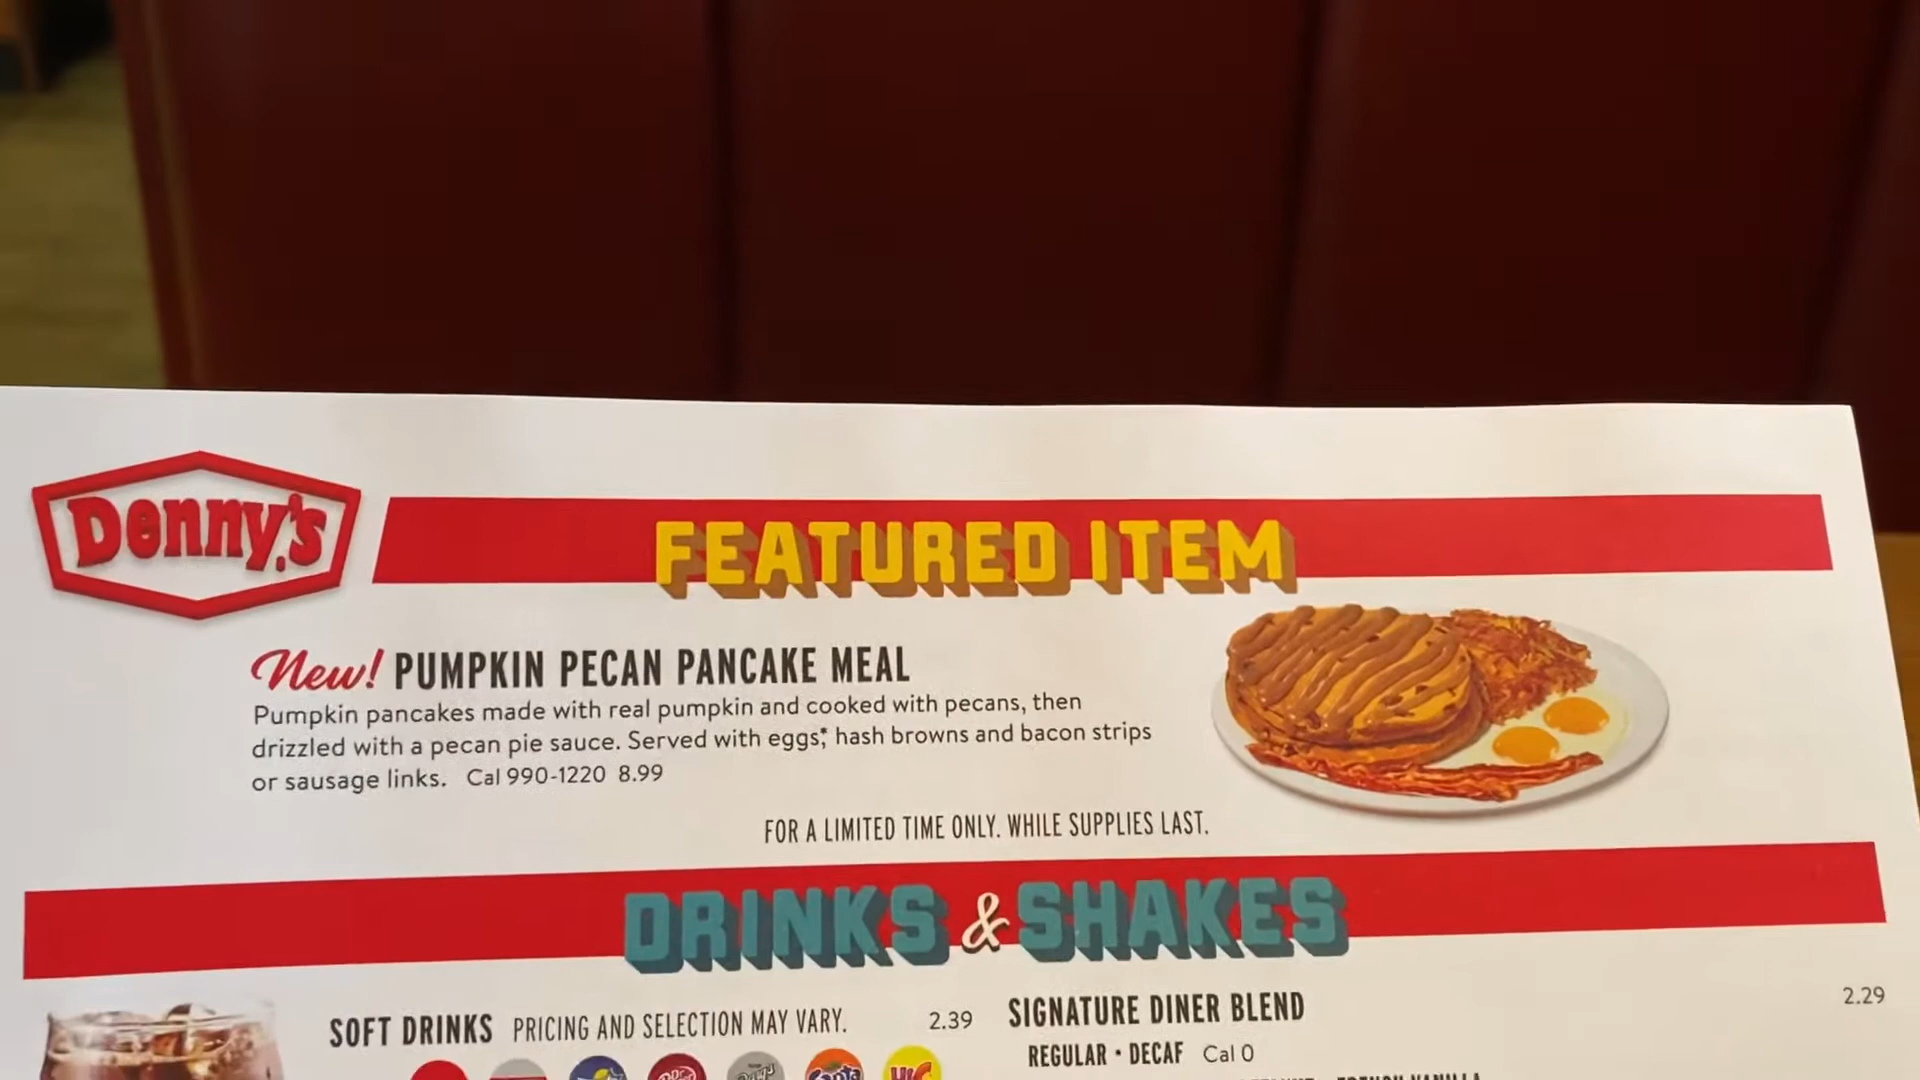 Denny's
FEATURED ITEM
New! PUMPKIN PECAN PANCAKE MEAL
Pumpkin pancakes made with real pumpkin and cooked with pecans, then
drizzled with a pecan pie sauce. Served with eggs,* hash browns and bacon strips
or sausage links. Cal 990-1220 8.99
FOR A LIMITED TIME ONLY. WHILE SUPPLIES LAST.
DRINKS & SHAKES
SOFT DRINKS PRICING AND SELECTION MAY VARY. 2.39
SIGNATURE DINER BLEND 2.29
REGULAR • DECAF Cal 0
Fanta